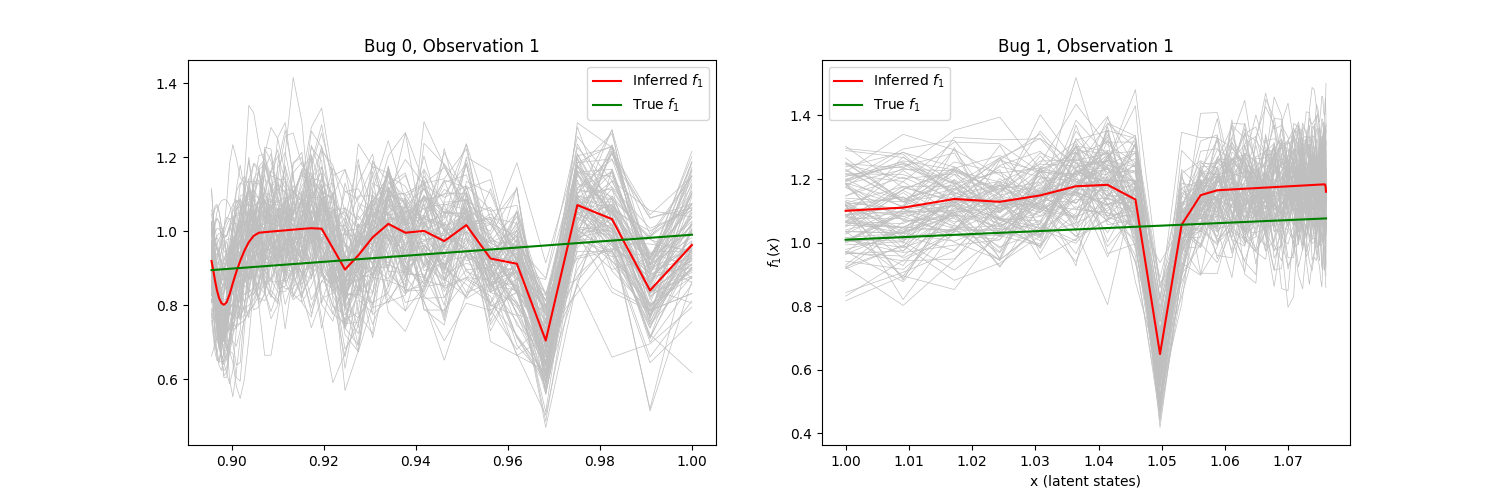 Bug 0, Observation 1
Inferred f₁
True f₁
1.4
1.2
1.0
0.8
0.6
0.90 0.92 0.94 0.96 0.98 1.00
Bug 1, Observation 1
Inferred f₁
True f₁
f₁(x)
1.4
1.2
1.0
0.8
0.6
0.4
1.00 1.01 1.02 1.03 1.04 1.05 1.06 1.07
x (latent states)